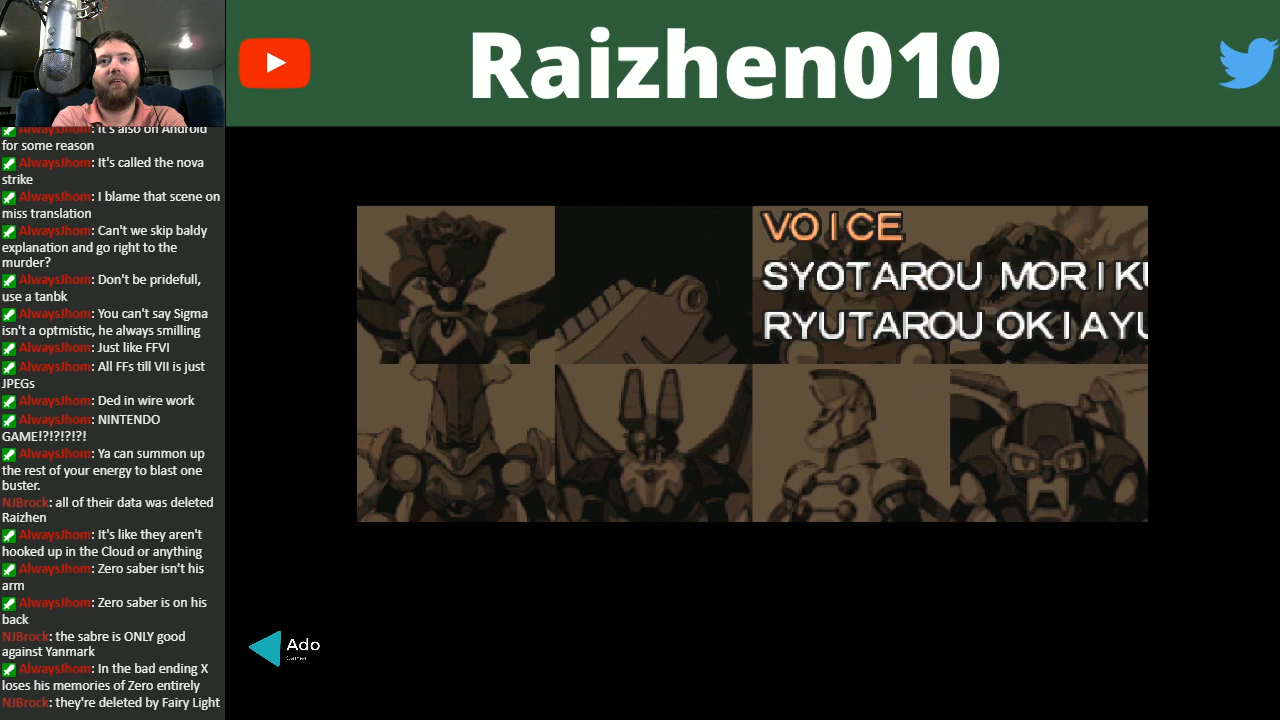 Raizhen010
AlwaysJhom: It's also on Android
for some reason
AlwaysJhom: It's called the nova
strike
AlwaysJhom: I blame that scene on
miss translation
AlwaysJhom: Can't we skip baldy
explanation and go right to the
murder?
AlwaysJhom: Don't be pridefull,
use a tanbk
AlwaysJhom: You can't say Sigma
isn't a optmistic, he always smilling
AlwaysJhom: Just like FFVI
AlwaysJhom: All FFs till VII is just
JPEGs
AlwaysJhom: Ded in wire work
AlwaysJhom: NINTENDO
GAME!?!?!?!?!
AlwaysJhom: Ya can summon up
the rest of your energy to blast one
buster.
NJBrock: all of their data was deleted
Raizhen
AlwaysJhom: It's like they aren't
hooked up in the Cloud or anything
AlwaysJhom: Zero saber isn't his
arm
AlwaysJhom: Zero saber is on his
back
NJBrock: the sabre is ONLY good
against Yanmark
AlwaysJhom: In the bad ending X
loses his memories of Zero entirely
NJBrock: they're deleted by Fairy Light
VOICE
SYOTAROU MORIKU
RYUTAROU OKIAYU
Ado